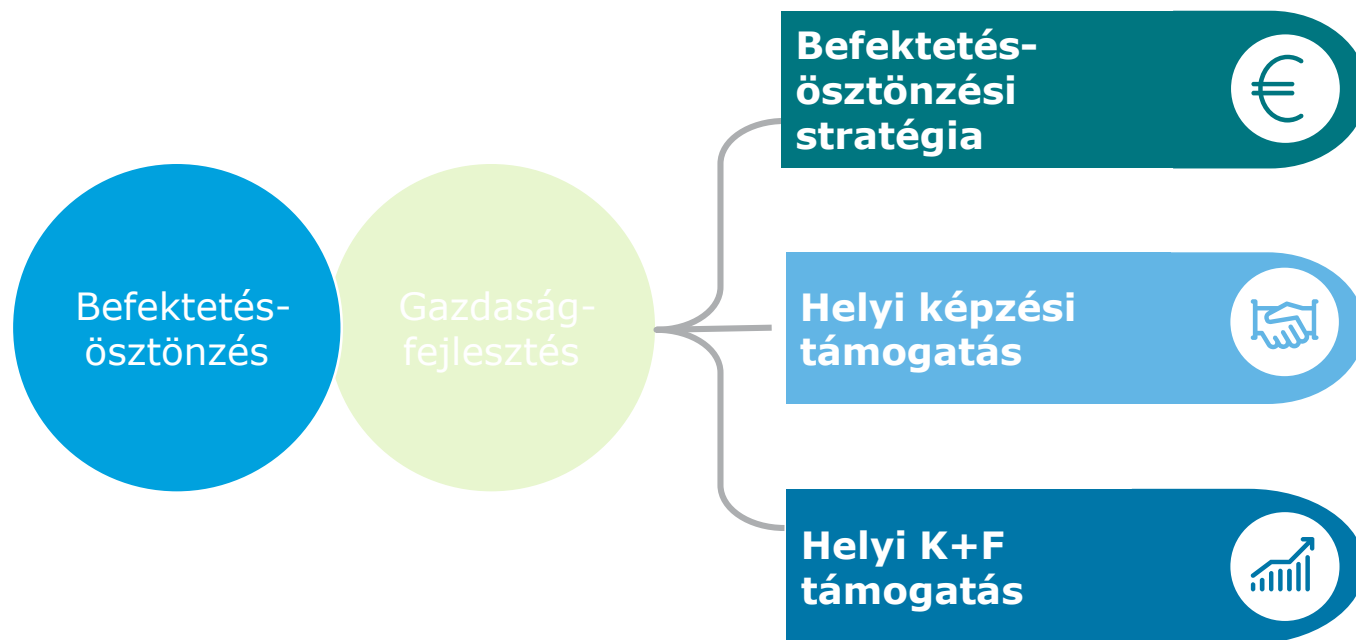 Befektetés-
ösztönzés
Gazdaság-
fejlesztés
Befektetés-
ösztönzési
stratégia
Helyi képzési
támogatás
Helyi K+F
támogatás